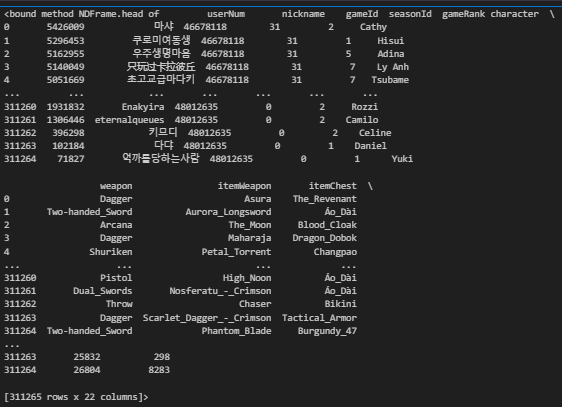 <bound method NDFrame.head of         userNum      nickname    gameId  seasonId  gameRank character  \
0       5426009        마샤  46678118        31         2     Cathy
1       5296453    쿠로미여동생  46678118        31         1     Hisui
2       5162955    우주생명마음  46678118        31         5     Adina
3       5140049    只玩过卡拉彼丘  46678118        31         7    Ly Anh
4       5051669   초고교급마다키  46678118        31         7   Tsubame
...         ...           ...       ...       ...       ...       ...
311260  1931832      Enakyira  48012635         0         2     Rozzi
311261  1306446  eternalqueues  48012635         0         2    Camilo
311262   396298         키므디  48012635         0         2    Celine
311263   102184          다댜  48012635         0         1    Daniel
311264    71827   억까를당하는사람  48012635         0         1      Yuki
weapon               itemWeapon       itemChest  \
0                Dagger                    Asura    The_Revenant
1       Two-handed_Sword         Aurora_Longsword         Áo_Dài
2                Arcana                 The_Moon     Blood_Cloak
3                Dagger                 Maharaja    Dragon_Dobok
4              Shuriken            Petal_Torrent        Changpao
...                 ...                      ...             ...
311260           Pistol                High_Noon          Áo_Dài
311261      Dual_Swords    Nosferatu_-_Crimson          Áo_Dài
311262            Throw                   Chaser          Bikini
311263           Dagger  Scarlet_Dagger_-_Crimson  Tactical_Armor
311264  Two-handed_Sword            Phantom_Blade     Burgundy_47
...
311263      25832         298
311264      26804        8283
[311265 rows x 22 columns]>